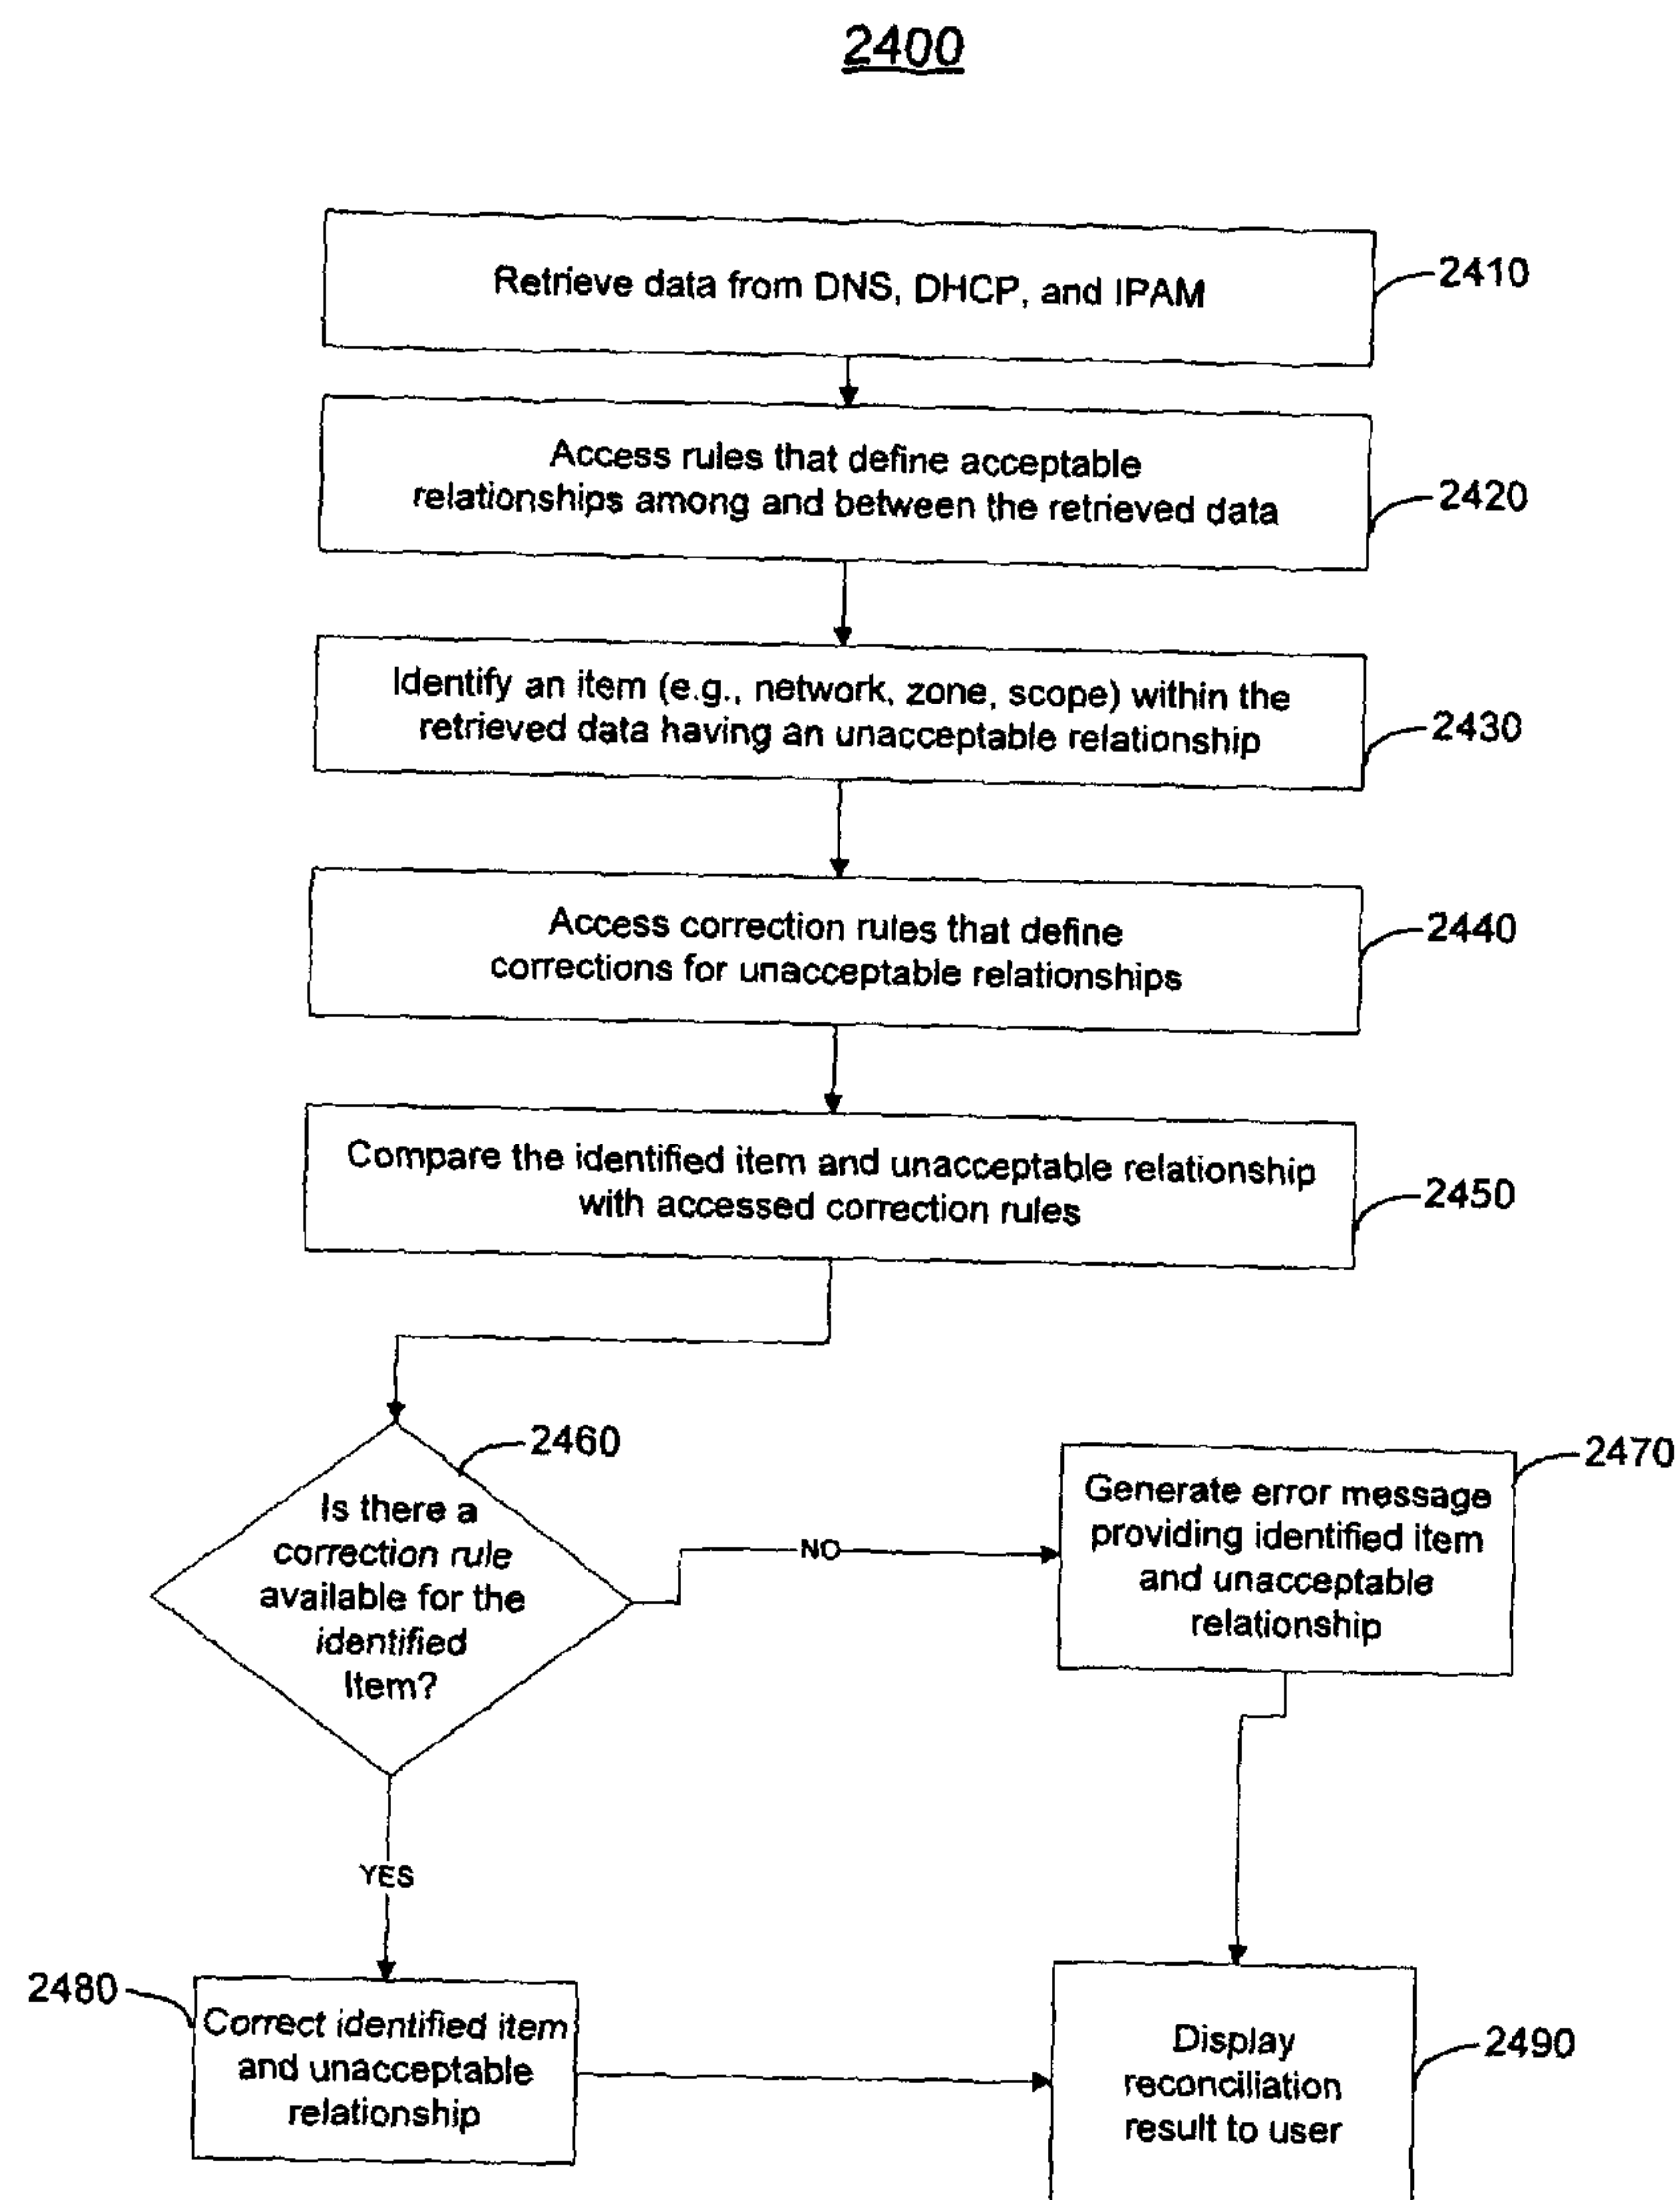 2400
Retrieve data from DNS, DHCP, and IPAM
2410
Access rules that define acceptable
relationships among and between the retrieved data
2420
Identify an item (e.g., network, zone, scope) within the
retrieved data having an unacceptable relationship
2430
Access correction rules that define
corrections for unacceptable relationships
2440
Compare the identified item and unacceptable relationship
with accessed correction rules
2450
2460
Is there a
correction rule
available for the
identified
Item?
NO
2470
Generate error message
providing identified item
and unacceptable
relationship
YES
2480
Correct identified item
and unacceptable
relationship
Display
reconciliation
result to user
2490